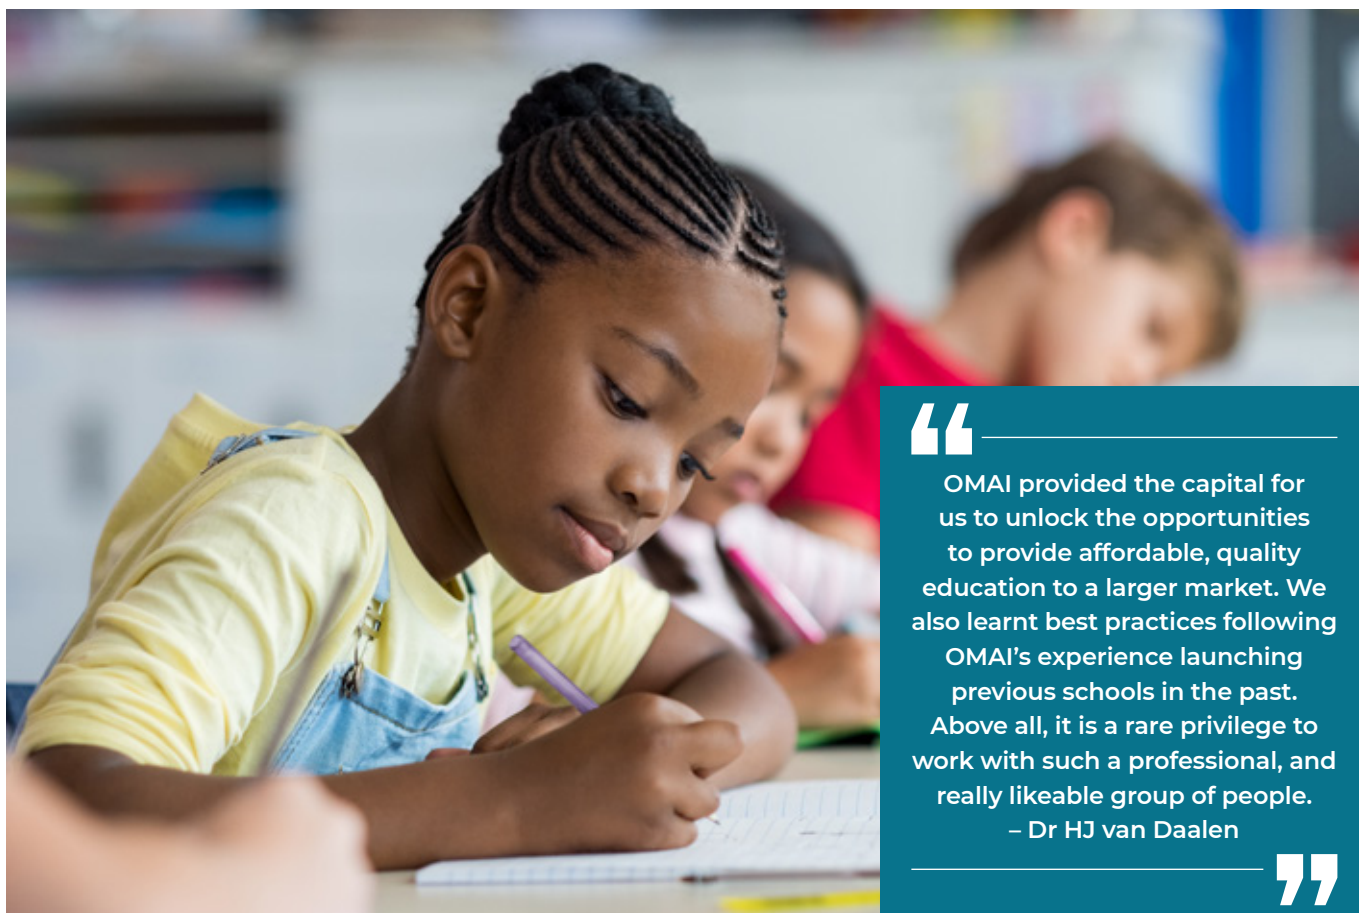 “
OMAI provided the capital for
us to unlock the opportunities
to provide affordable, quality
education to a larger market. We
also learnt best practices following
OMAI’s experience launching
previous schools in the past.
Above all, it is a rare privilege to
work with such a professional, and
really likeable group of people.
– Dr HJ van Daalen
”